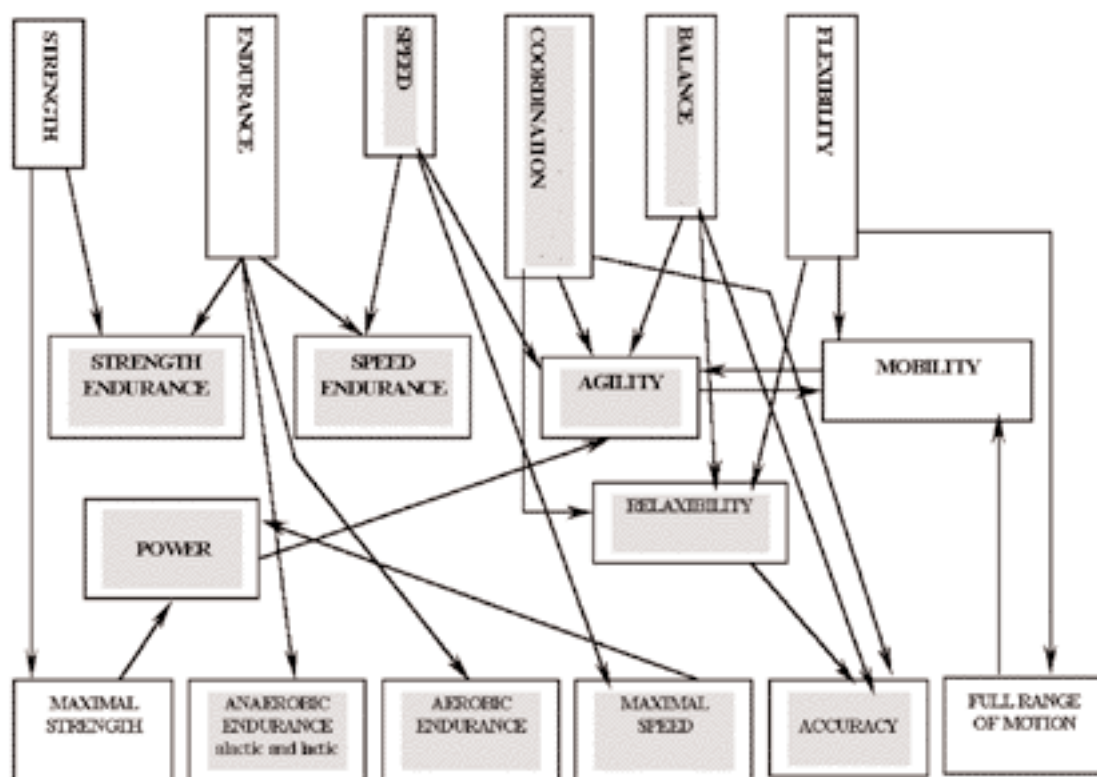 STRENGTH
ENDURANCE
SPEED
COORDINATION
BALANCE
FLEXIBILITY
STRENGTH
ENDURANCE
SPEED
ENDURANCE
AGILITY
MOBILITY
RELAXIBILITY
POWER
MAXIMAL
STRENGTH
ANAEROBIC
ENDURANCE
alactic and lactic
AEROBIC
ENDURANCE
MAXIMAL
SPEED
ACCURACY
FULL RANGE
OF MOTION